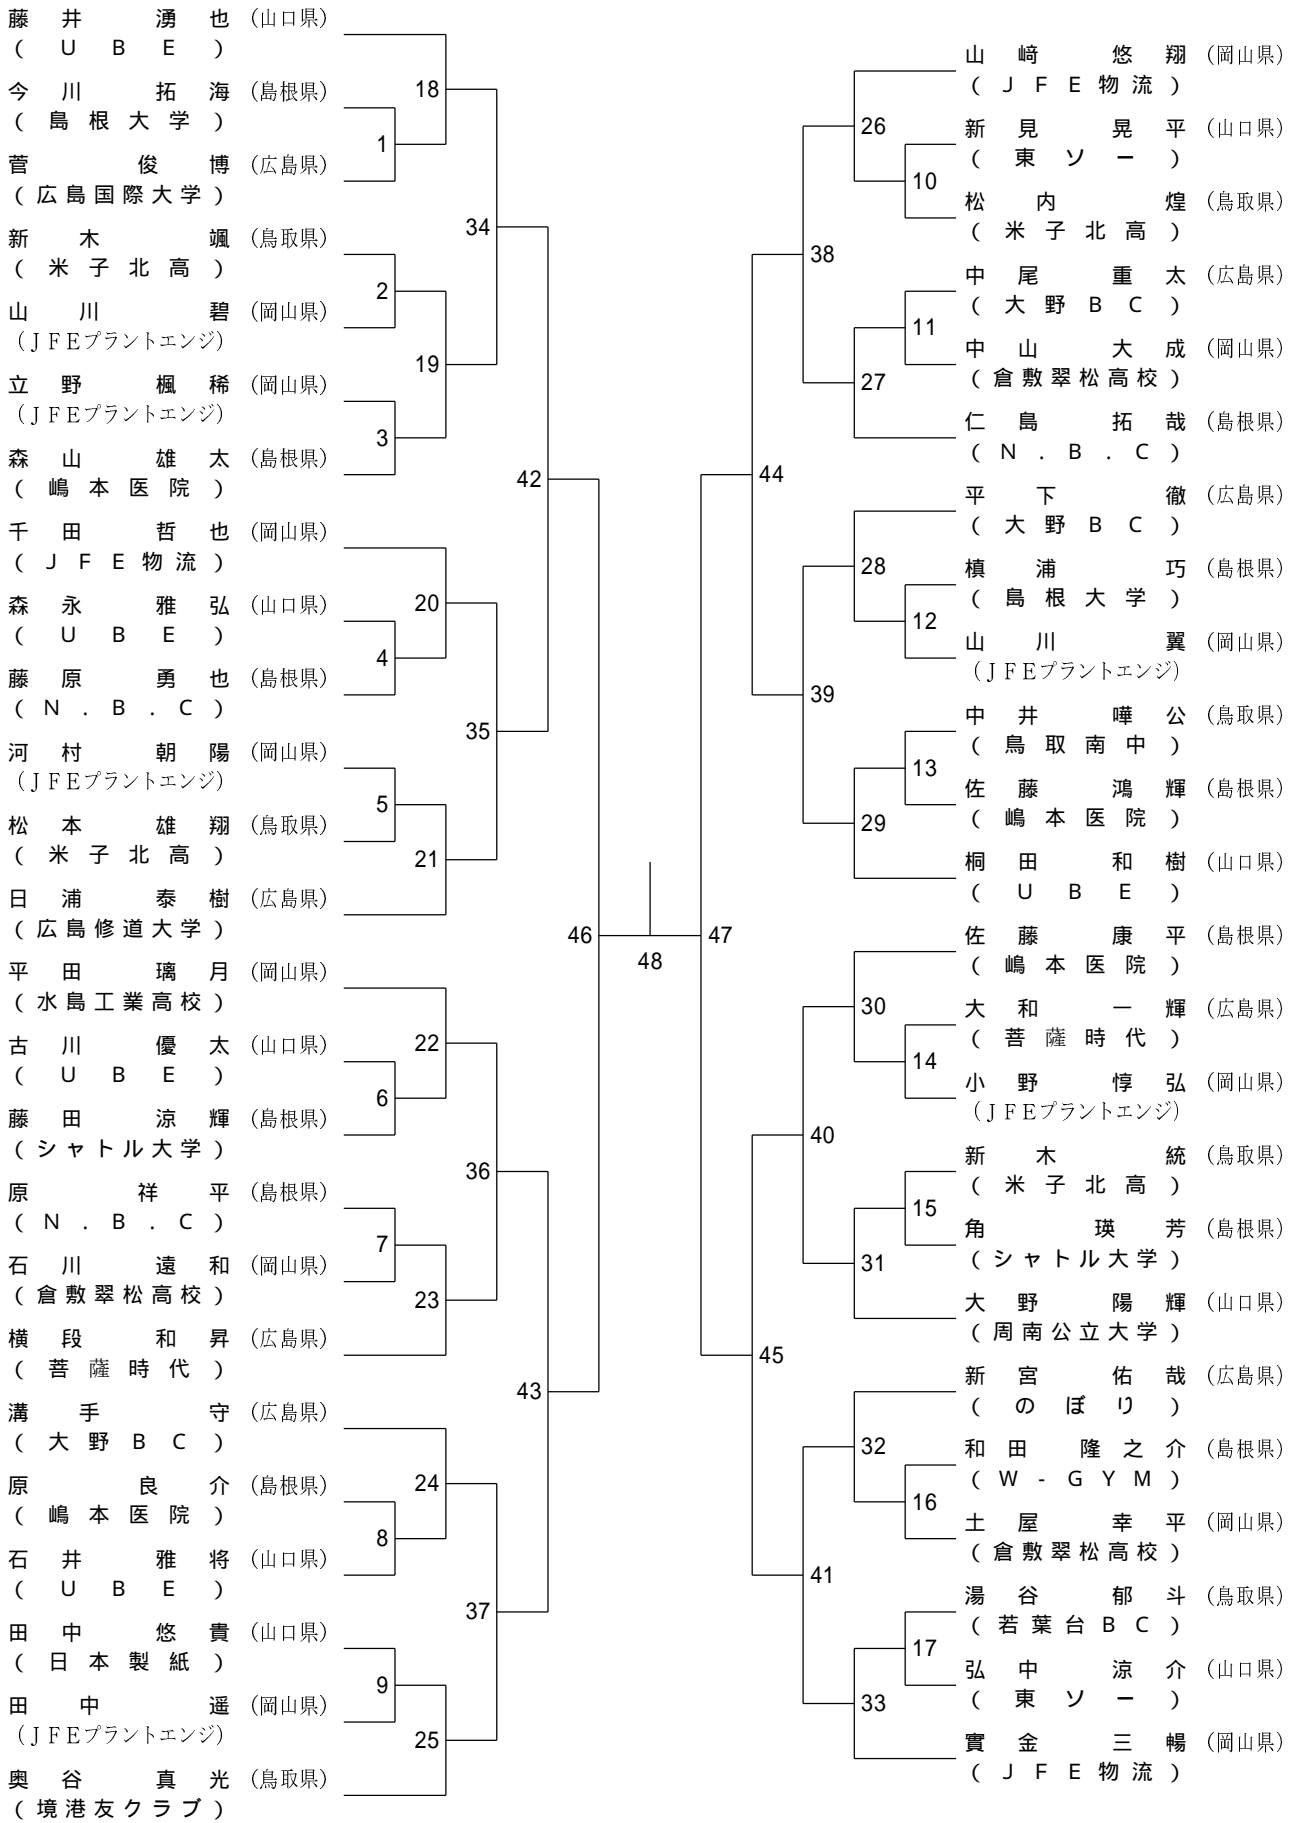 藤井 湧也 (山口県)
(UBE)
今川 拓海 (島根県)
(島根大学)
菅 俊博 (広島県)
(広島国際大学)
新木 颯 (鳥取県)
(米子北高)
山川 碧 (岡山県)
(JFEプラントエンジ)
立野 楓稀 (岡山県)
(JFEプラントエンジ)
森山 雄太 (島根県)
(嶋本医院)
千田 哲也 (岡山県)
(JFE物流)
森永 雅弘 (山口県)
(UBE)
藤原 勇也 (島根県)
(N.B.C)
河村 朝陽 (岡山県)
(JFEプラントエンジ)
松本 雄翔 (鳥取県)
(米子北高)
日浦 泰樹 (広島県)
(広島修道大学)
平田 璃月 (岡山県)
(水島工業高校)
古川 優太 (山口県)
(UBE)
藤田 涼輝 (島根県)
(シャトル大学)
原 祥平 (島根県)
(N.B.C)
石川 遠和 (岡山県)
(倉敷翠松高校)
横段 和昇 (広島県)
(菩薩時代)
溝手 守 (広島県)
(大野BC)
原 良介 (島根県)
(嶋本医院)
石井 雅将 (山口県)
(UBE)
田中 悠貴 (山口県)
(日本製紙)
田中 遥 (岡山県)
(JFEプラントエンジ)
奥谷 真光 (鳥取県)
(境港友クラブ)
1
2
3
4
5
6
7
8
9
18
19
20
21
22
23
24
25
34
35
36
37
42
43
46
48
47
44
45
38
39
40
41
26
27
28
29
30
31
32
33
10
11
12
13
14
15
16
17
山﨑 悠翔 (岡山県)
(JFE物流)
新見 晃平 (山口県)
(東ソー)
松内 煌 (鳥取県)
(米子北高)
中尾 重太 (広島県)
(大野BC)
中山 大成 (岡山県)
(倉敷翠松高校)
仁島 拓哉 (島根県)
(N.B.C)
平下 徹 (広島県)
(大野BC)
槙浦 巧 (島根県)
(島根大学)
山川 翼 (岡山県)
(JFEプラントエンジ)
中井 嘩公 (鳥取県)
(鳥取南中)
佐藤 鴻輝 (島根県)
(嶋本医院)
桐田 和樹 (山口県)
(UBE)
佐藤 康平 (島根県)
(嶋本医院)
大和 一輝 (広島県)
(菩薩時代)
小野 惇弘 (岡山県)
(JFEプラントエンジ)
新木 統 (鳥取県)
(米子北高)
角 瑛芳 (島根県)
(シャトル大学)
大野 陽輝 (山口県)
(周南公立大学)
新宮 佑哉 (広島県)
(のぼり)
和田 隆之介 (島根県)
(W-GYM)
土屋 幸平 (岡山県)
(倉敷翠松高校)
湯谷 郁斗 (鳥取県)
(若葉台BC)
弘中 涼介 (山口県)
(東ソー)
實金 三暢 (岡山県)
(JFE物流)